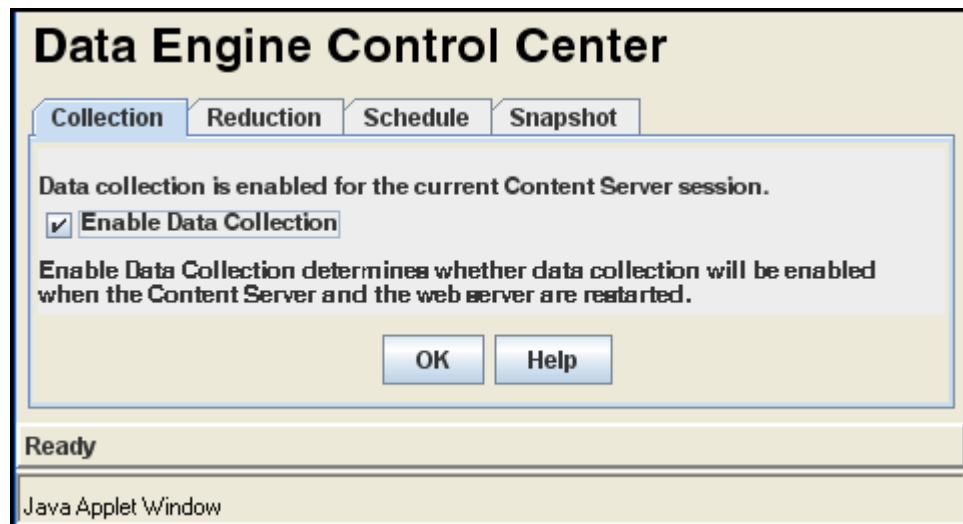 Data Engine Control Center
Collection Reduction Schedule Snapshot
Data collection is enabled for the current Content Server session.
Enable Data Collection
Enable Data Collection determines whether data collection will be enabled
when the Content Server and the web server are restarted.
OK Help
Ready
Java Applet Window